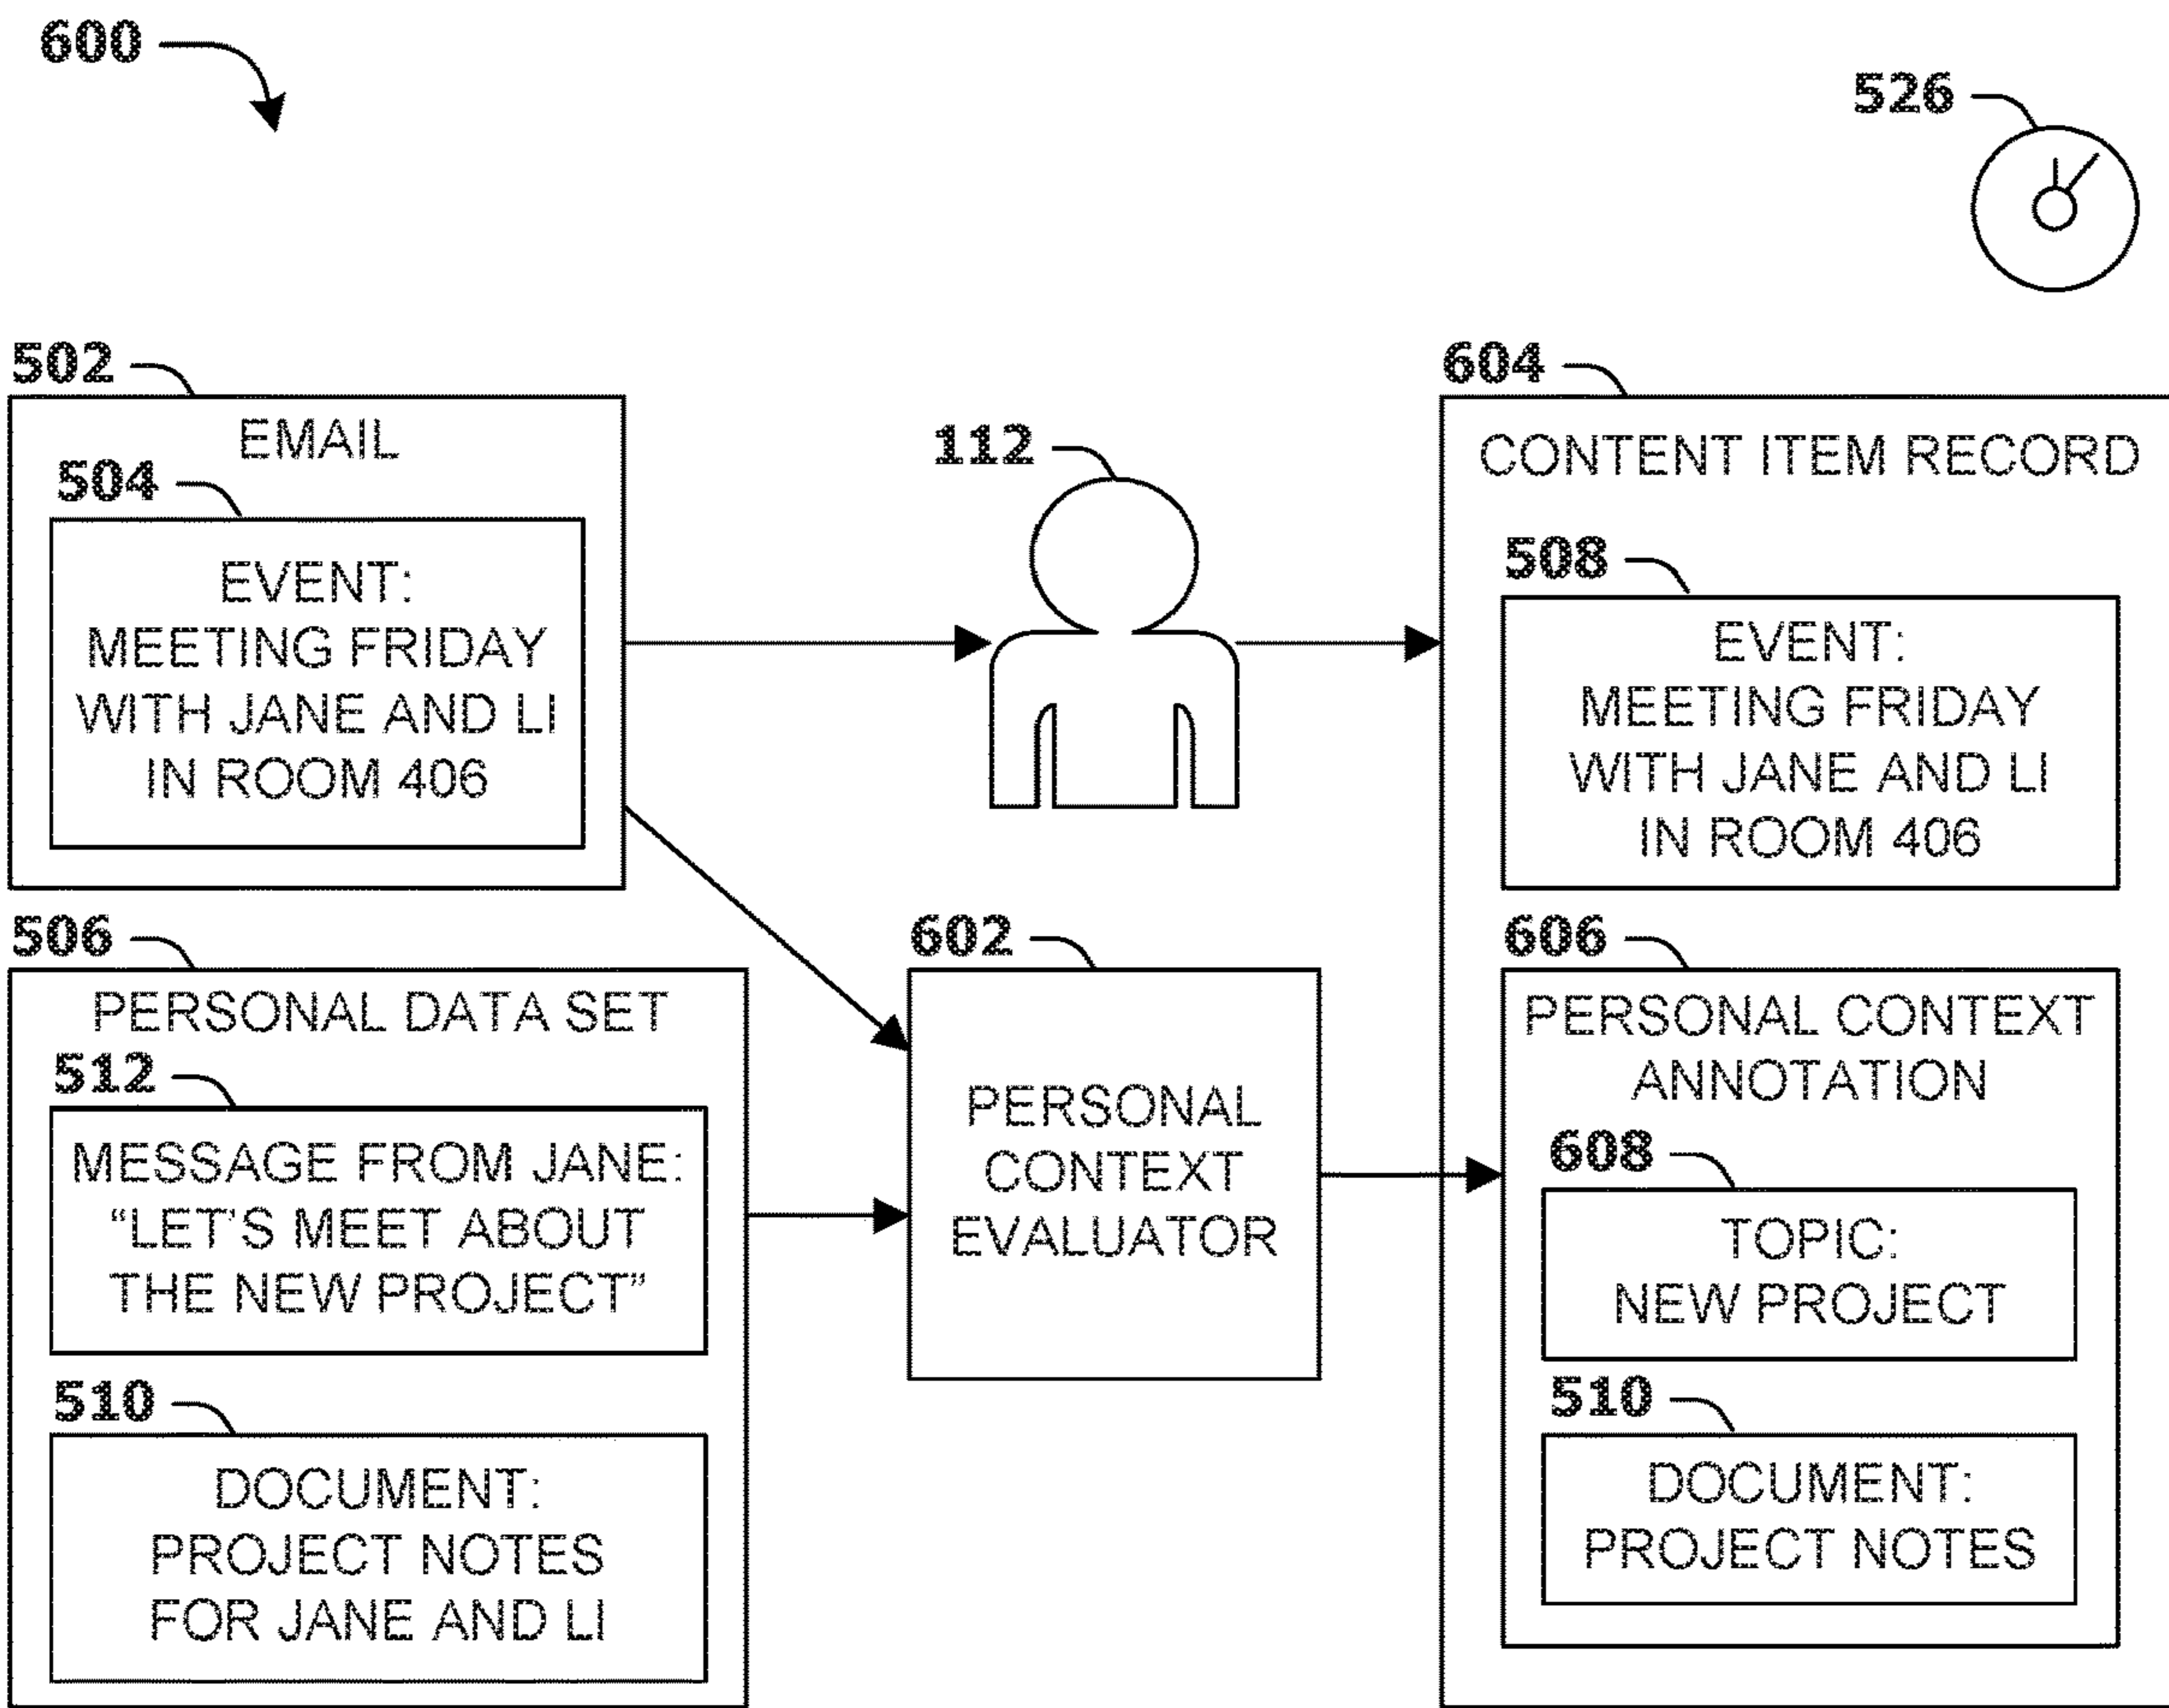 600
526
502
EMAIL
504
EVENT:
MEETING FRIDAY
WITH JANE AND LI
IN ROOM 406
112
604
CONTENT ITEM RECORD
508
EVENT:
MEETING FRIDAY
WITH JANE AND LI
IN ROOM 406
506
PERSONAL DATA SET
512
MESSAGE FROM JANE:
“LET’S MEET ABOUT
THE NEW PROJECT”
510
DOCUMENT:
PROJECT NOTES
FOR JANE AND LI
602
PERSONAL
CONTEXT
EVALUATOR
606
PERSONAL CONTEXT
ANNOTATION
608
TOPIC:
NEW PROJECT
510
DOCUMENT:
PROJECT NOTES